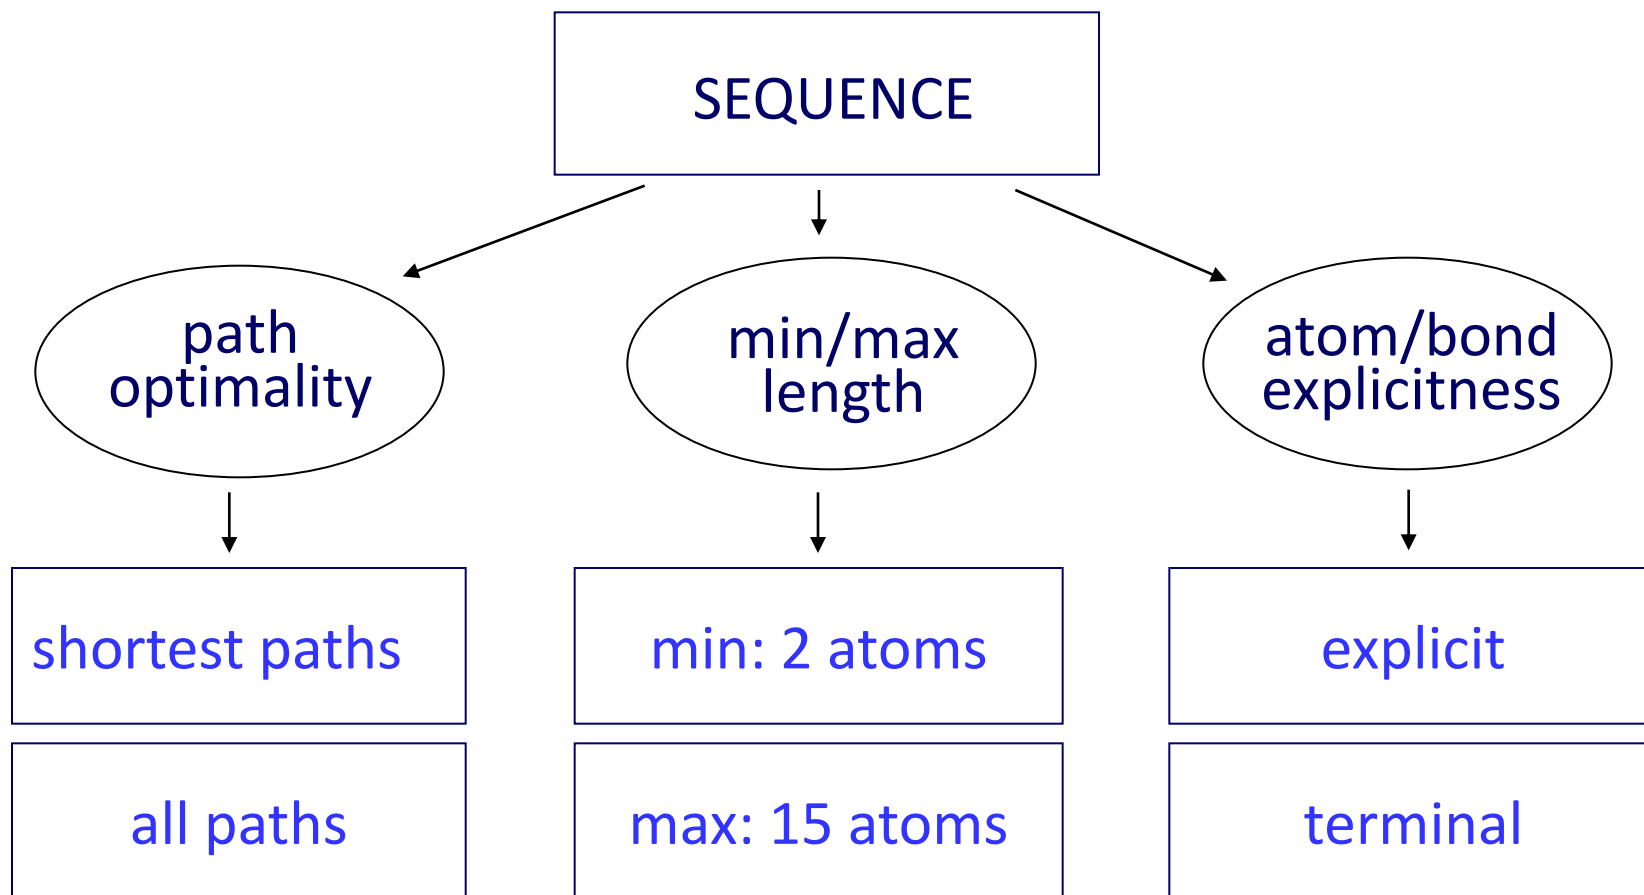 SEQUENCE
path
optimality
min/max
length
atom/bond
explicitness
shortest paths
min: 2 atoms
explicit
all paths
max: 15 atoms
terminal